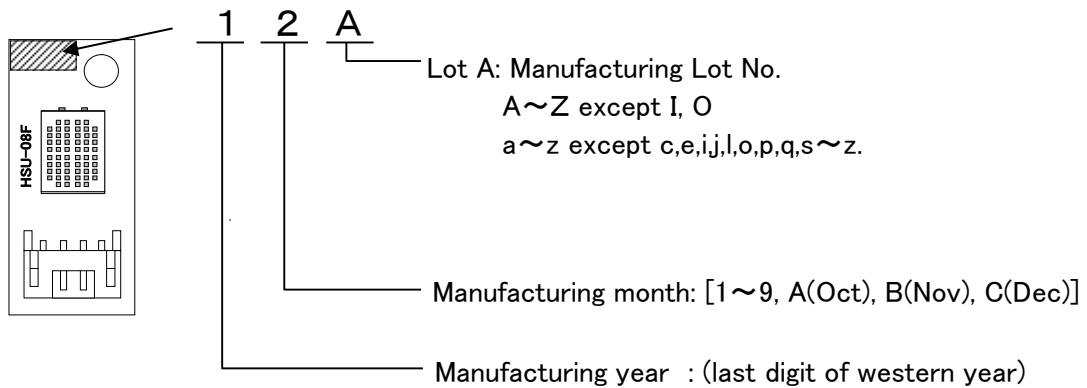 1 2 A
Lot A: Manufacturing Lot No.
A～Z except I, O
a～z except c,e,i,j,l,o,p,q,s～z.
HSU-08F
Manufacturing month: [1～9, A(Oct), B(Nov), C(Dec)]
Manufacturing year : (last digit of western year)